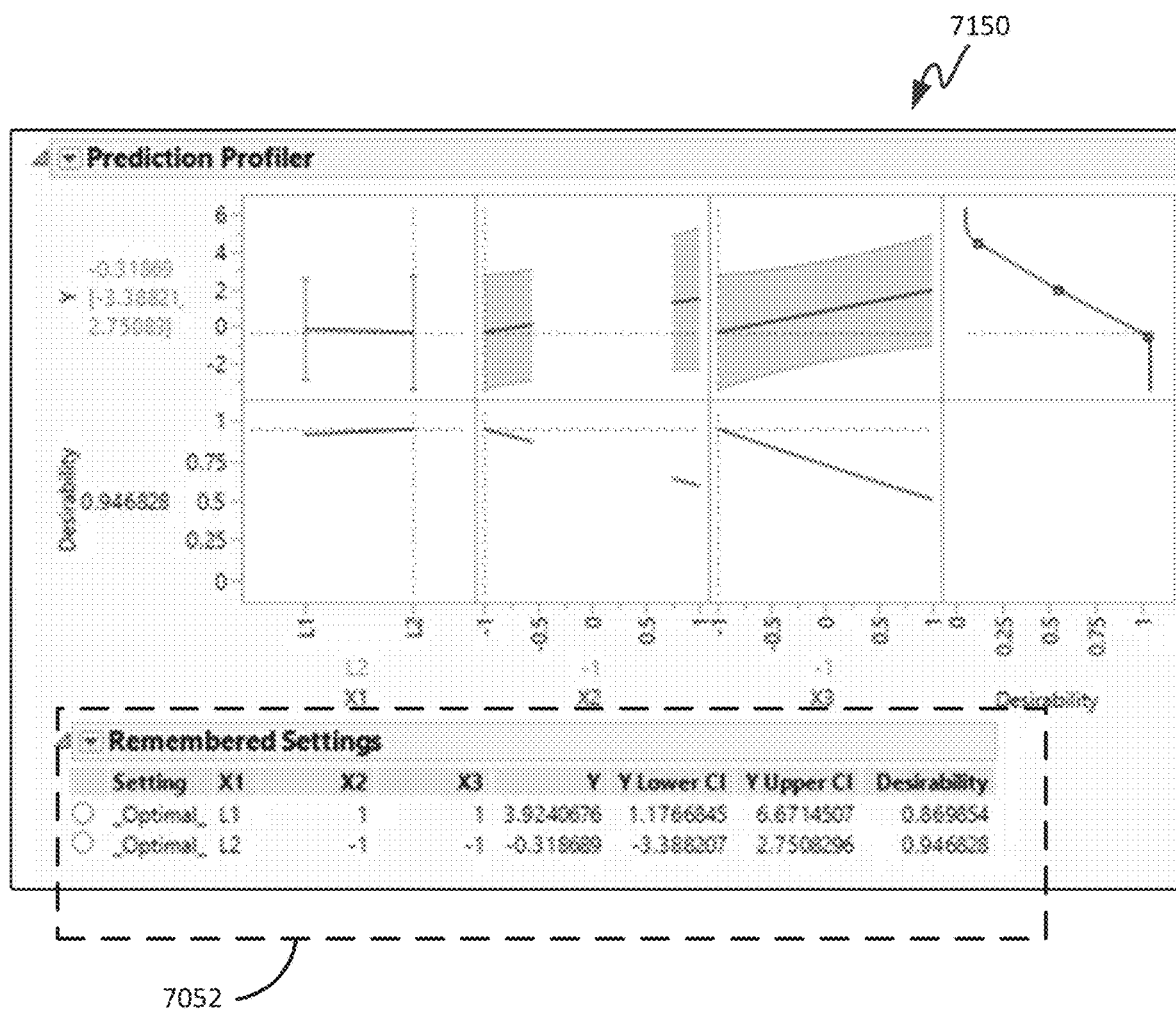 7150
Prediction Profiler
6
4
2
0
-2
Y
-0.31869
[-3.38821,
2.75083]
1
0.75
0.5
0.25
0
Desirability
0.946828
L1 L2 -1 -0.5 0 0.5 1 -1 -0.5 0 0.5 1 0 0.25 0.5 0.75 1
L2 -1 -1
X1 X2 X3 Desirability
Remembered Settings
Setting X1 X2 X3 Y Y Lower CI Y Upper CI Desirability
_Optimal_ L1 1 1 3.9240676 1.1766845 6.6714507 0.869654
_Optimal_ L2 -1 -1 -0.318689 -3.388207 2.7508296 0.946828
7052